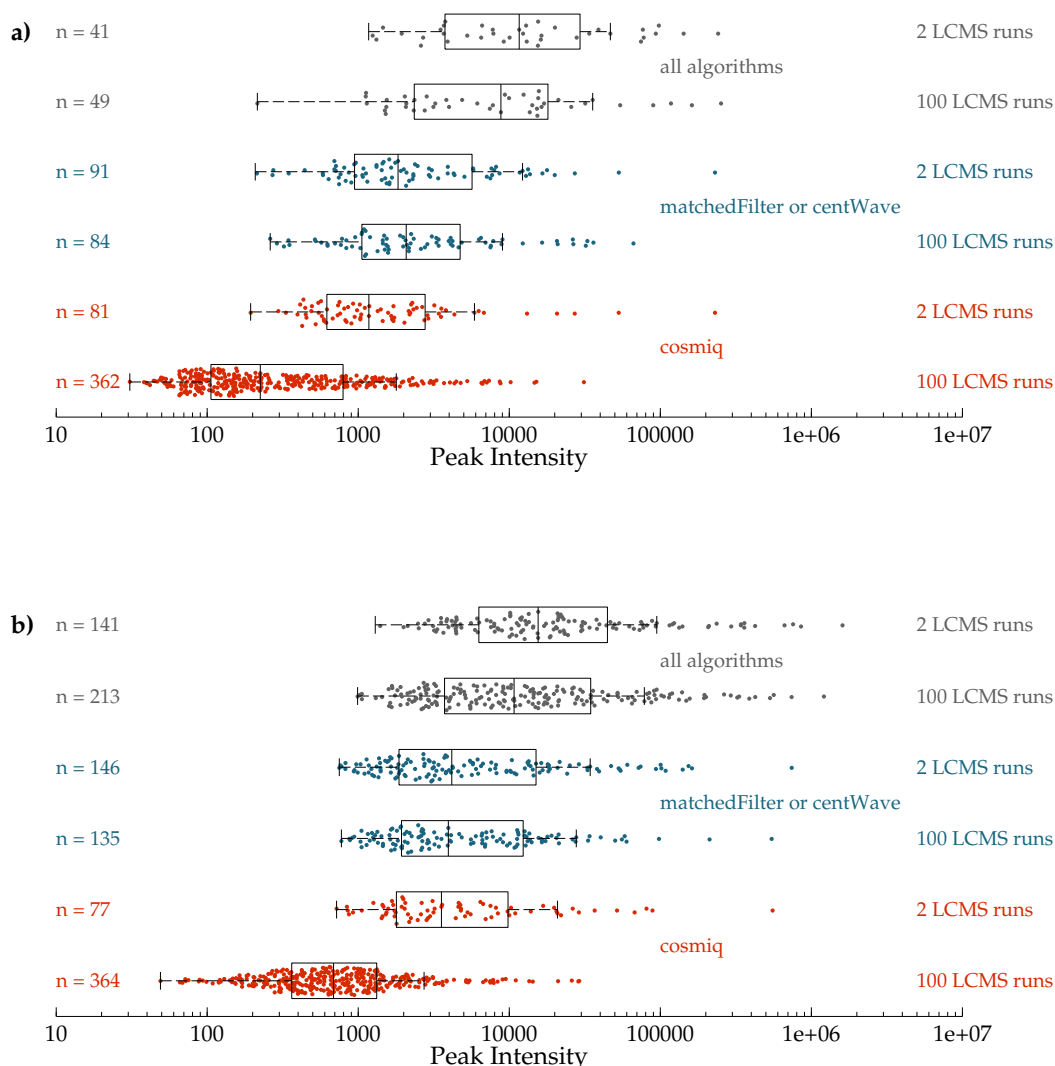 a)
n = 41
2 LCMS runs
all algorithms
n = 49
100 LCMS runs
n = 91
2 LCMS runs
matchedFilter or centWave
n = 84
100 LCMS runs
n = 81
2 LCMS runs
cosmiq
n = 362
100 LCMS runs
10 100 1000 10000 100000 1e+06 1e+07
Peak Intensity
b)
n = 141
2 LCMS runs
all algorithms
n = 213
100 LCMS runs
n = 146
2 LCMS runs
matchedFilter or centWave
n = 135
100 LCMS runs
n = 77
2 LCMS runs
cosmiq
n = 364
100 LCMS runs
10 100 1000 10000 100000 1e+06 1e+07
Peak Intensity